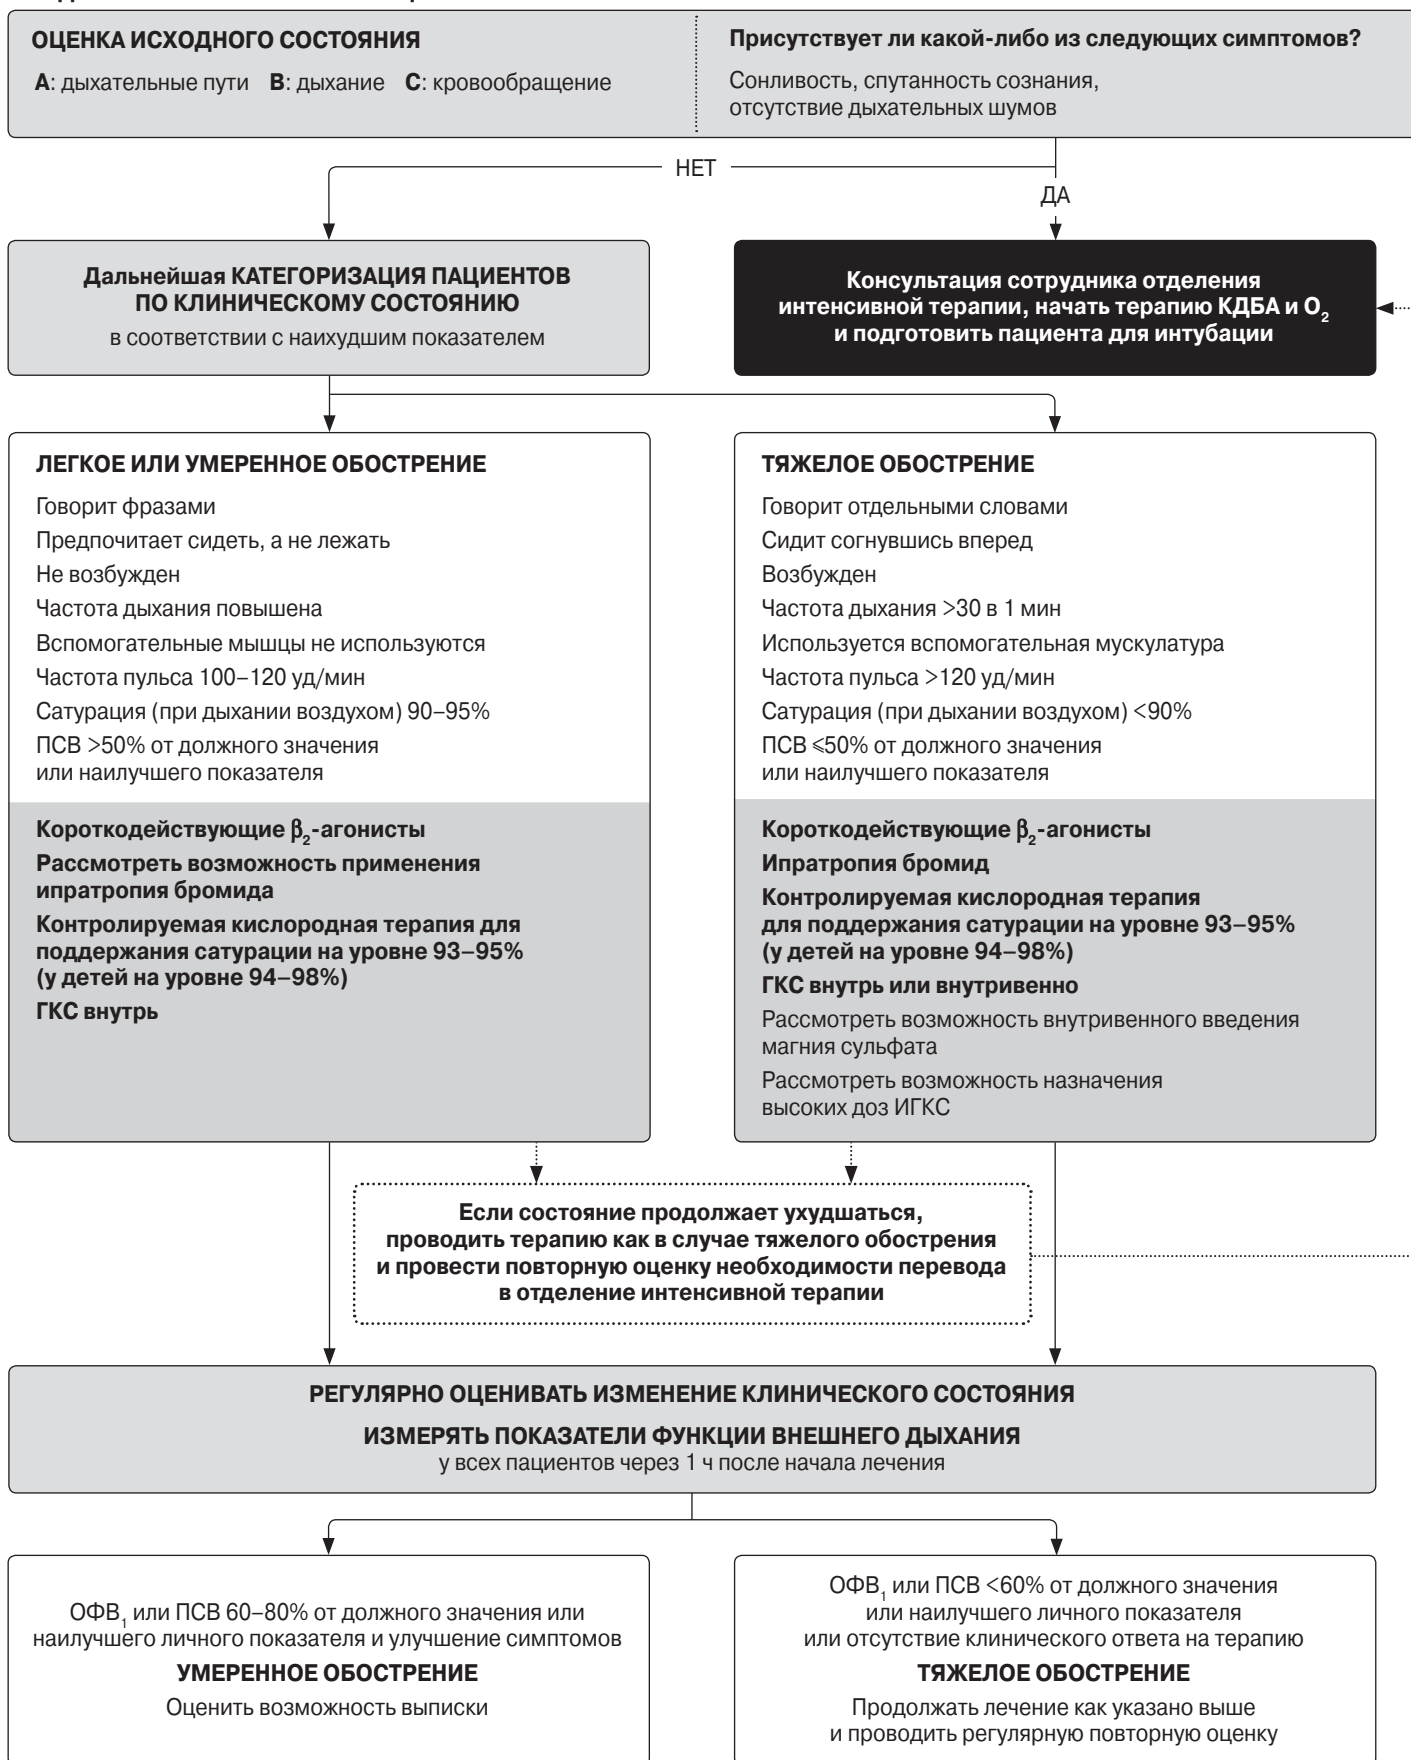 ОЦЕНКА ИСХОДНОГО СОСТОЯНИЯ
A: дыхательные пути B: дыхание C: кровообращение
Присутствует ли какой-либо из следующих симптомов?
Сонливость, спутанность сознания,
отсутствие дыхательных шумов
НЕТ
ДА
Дальнейшая КАТЕГОРИЗАЦИЯ ПАЦИЕНТОВ
ПО КЛИНИЧЕСКОМУ СОСТОЯНИЮ
в соответствии с наихудшим показателем
Консультация сотрудника отделения
интенсивной терапии, начать терапию КДБА и O₂
и подготовить пациента для интубации
ЛЕГКОЕ ИЛИ УМЕРЕННОЕ ОБОСТРЕНИЕ
Говорит фразами
Предпочитает сидеть, а не лежать
Не возбужден
Частота дыхания повышена
Вспомогательные мышцы не используются
Частота пульса 100–120 уд/мин
Сатурация (при дыхании воздухом) 90–95%
ПСВ >50% от должного значения
или наилучшего показателя
Короткодействующие β₂-агонисты
Рассмотреть возможность применения
ипратропия бромида
Контролируемая кислородная терапия для
поддержания сатурации на уровне 93–95%
(у детей на уровне 94–98%)
ГКС внутрь
ТЯЖЕЛОЕ ОБОСТРЕНИЕ
Говорит отдельными словами
Сидит согнувшись вперед
Возбужден
Частота дыхания >30 в 1 мин
Используется вспомогательная мускулатура
Частота пульса >120 уд/мин
Сатурация (при дыхании воздухом) <90%
ПСВ ⩽50% от должного значения
или наилучшего показателя
Короткодействующие β₂-агонисты
Ипратропия бромид
Контролируемая кислородная терапия
для поддержания сатурации на уровне 93–95%
(у детей на уровне 94–98%)
ГКС внутрь или внутривенно
Рассмотреть возможность внутривенного введения
магния сульфата
Рассмотреть возможность назначения
высоких доз ИГКС
Если состояние продолжает ухудшаться,
проводить терапию как в случае тяжелого обострения
и провести повторную оценку необходимости перевода
в отделение интенсивной терапии
РЕГУЛЯРНО ОЦЕНИВАТЬ ИЗМЕНЕНИЕ КЛИНИЧЕСКОГО СОСТОЯНИЯ
ИЗМЕРЯТЬ ПОКАЗАТЕЛИ ФУНКЦИИ ВНЕШНЕГО ДЫХАНИЯ
у всех пациентов через 1 ч после начала лечения
ОФВ₁ или ПСВ 60–80% от должного значения или
наилучшего личного показателя и улучшение симптомов
УМЕРЕННОЕ ОБОСТРЕНИЕ
Оценить возможность выписки
ОФВ₁ или ПСВ <60% от должного значения
или наилучшего личного показателя
или отсутствие клинического ответа на терапию
ТЯЖЕЛОЕ ОБОСТРЕНИЕ
Продолжать лечение как указано выше
и проводить регулярную повторную оценку